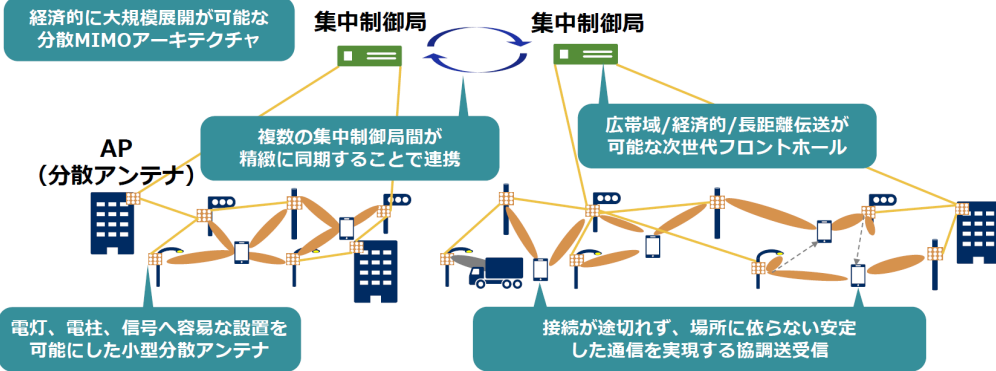 経済的に大規模展開が可能な
分散MIMOアーキテクチャ
集中制御局
集中制御局
複数の集中制御局間が
精緻に同期することで連携
広帯域/経済的/長距離伝送が
可能な次世代フロントホール
AP
（分散アンテナ）
電灯、電柱、信号へ容易な設置を
可能にした小型分散アンテナ
接続が途切れず、場所に依らない安定
した通信を実現する協調送受信